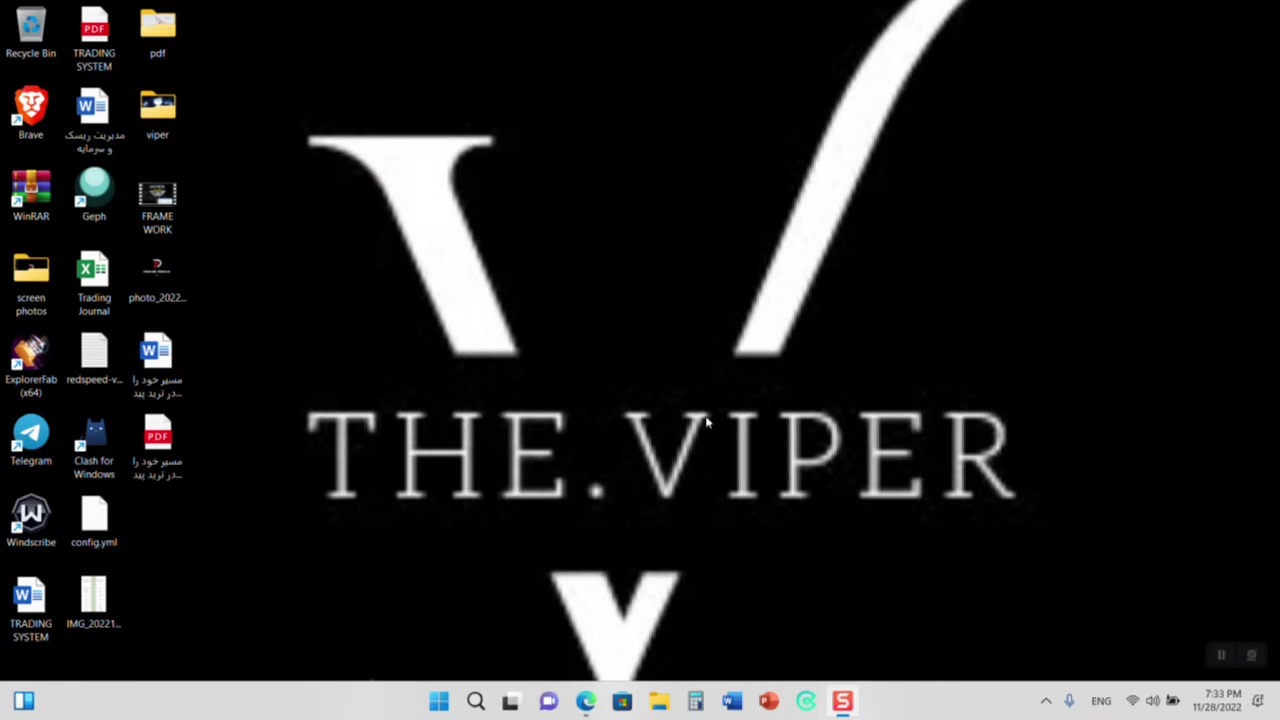 Recycle Bin
TRADING
SYSTEM
pdf
Brave
مدیریت ریسک
و سرمایه
viper
WinRAR
Geph
FRAME
WORK
screen
photos
Trading
Journal
photo_2022...
ExplorerFab
(x64)
redspeed-v...
مسیر خود را
در ترید پید...
Telegram
Clash for
Windows
مسیر خود را
در ترید پید...
Windscribe
config.yml
TRADING
SYSTEM
IMG_20221...
THE.VIPER
ENG
7:33 PM
11/28/2022